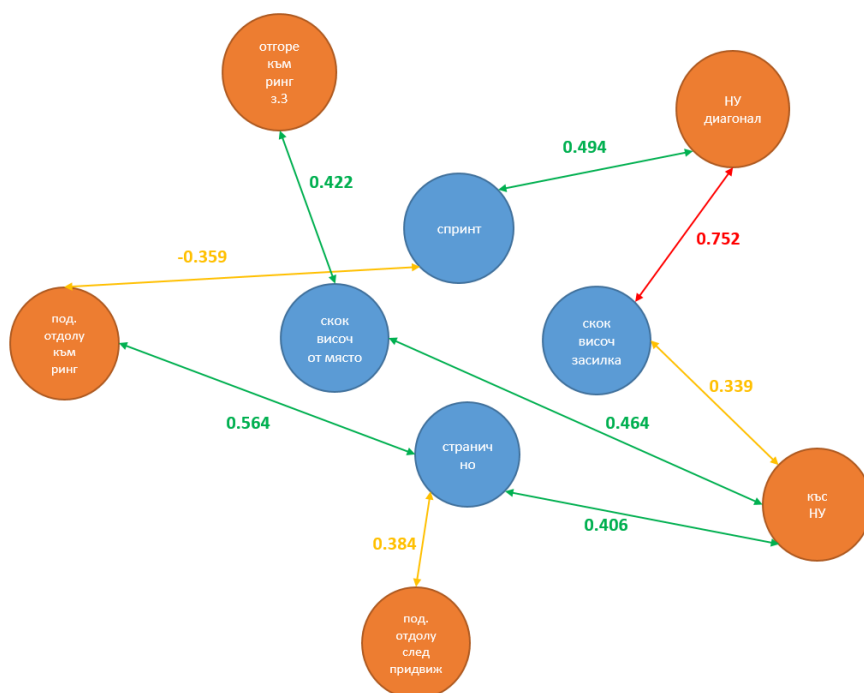 отгоре
към
ринг
з.3
НУ
диагонал
0.494
0.422
спринт
0.752
-0.359
под.
отдолу
към
ринг
скок
височ
от място
скок
височ
засилка
0.339
0.564
0.464
странич
но
къс
НУ
0.406
0.384
под.
отдолу
след
придвиж